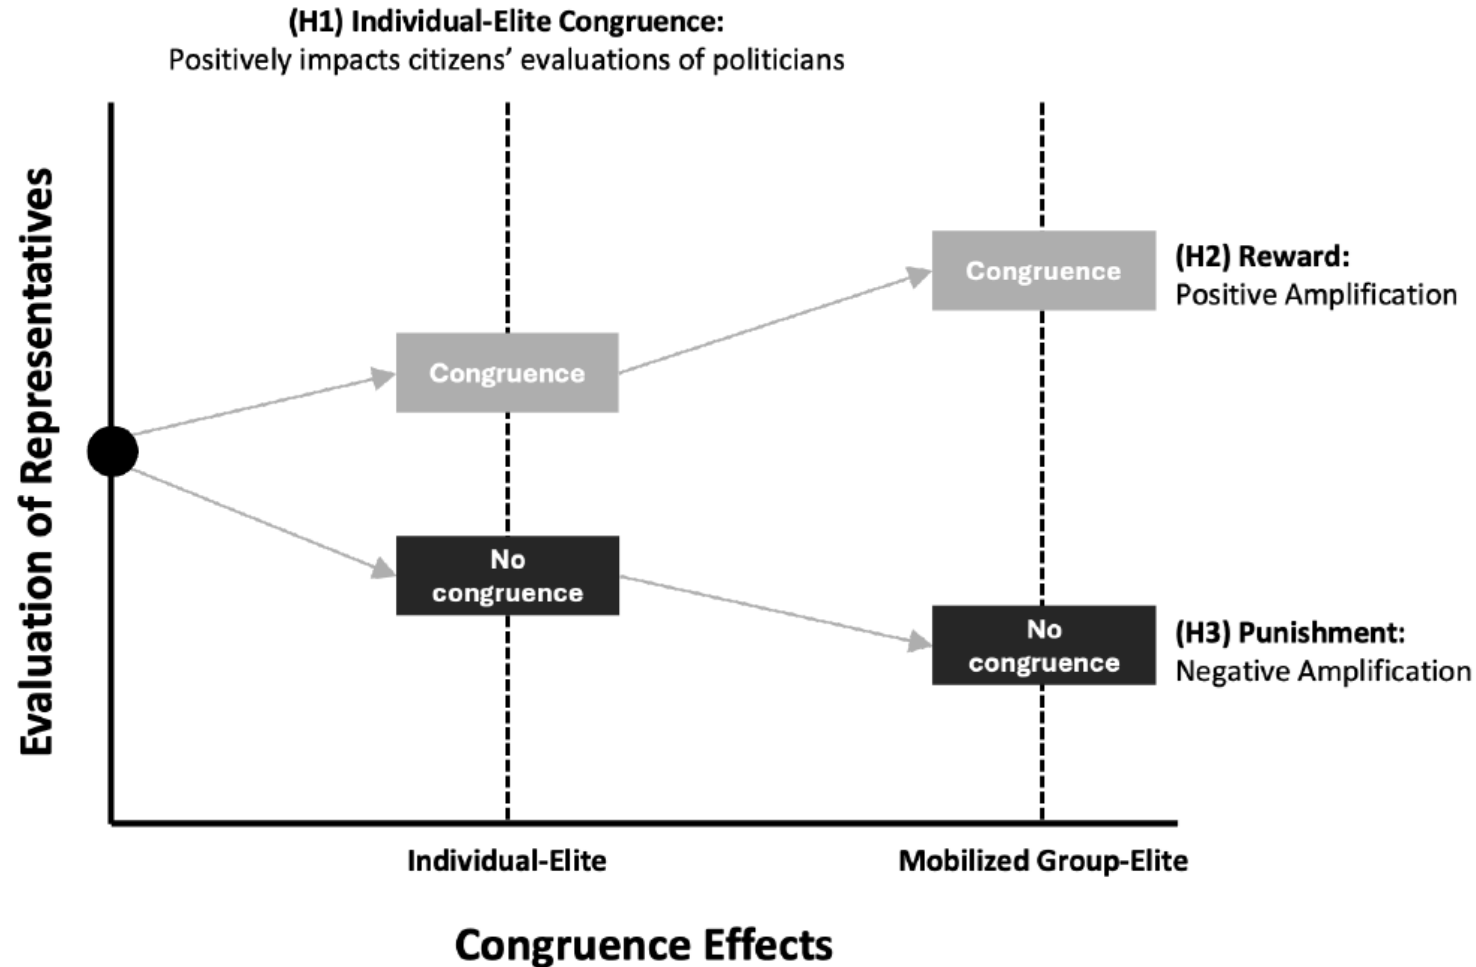 (H1) Individual-Elite Congruence:
Positively impacts citizens’ evaluations of politicians
Evaluation of Representatives
Congruence
(H2) Reward:
Positive Amplification
Congruence
No
congruence
No
congruence
(H3) Punishment:
Negative Amplification
Individual-Elite
Mobilized Group-Elite
Congruence Effects